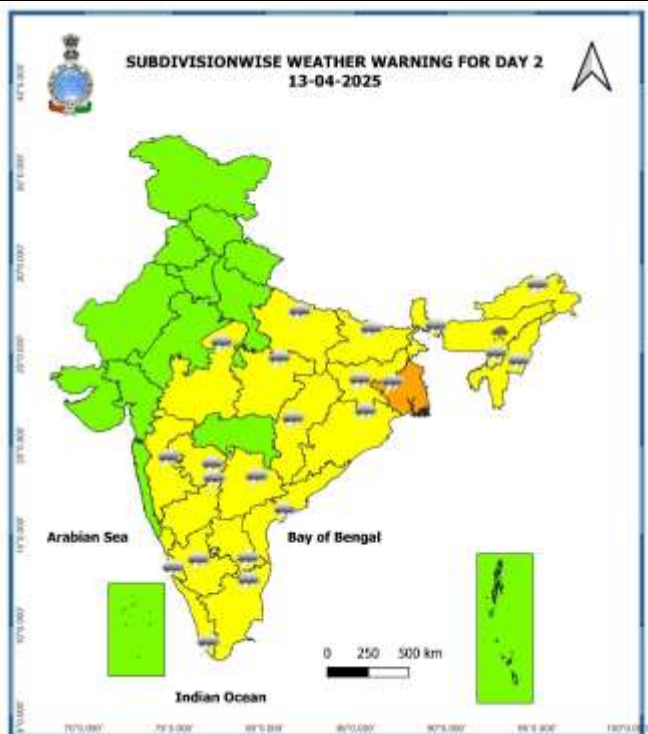 SUBDIVISIONWISE WEATHER WARNING FOR DAY 2
13-04-2025
Arabian Sea
Bay of Bengal
0 250 500 km
Indian Ocean